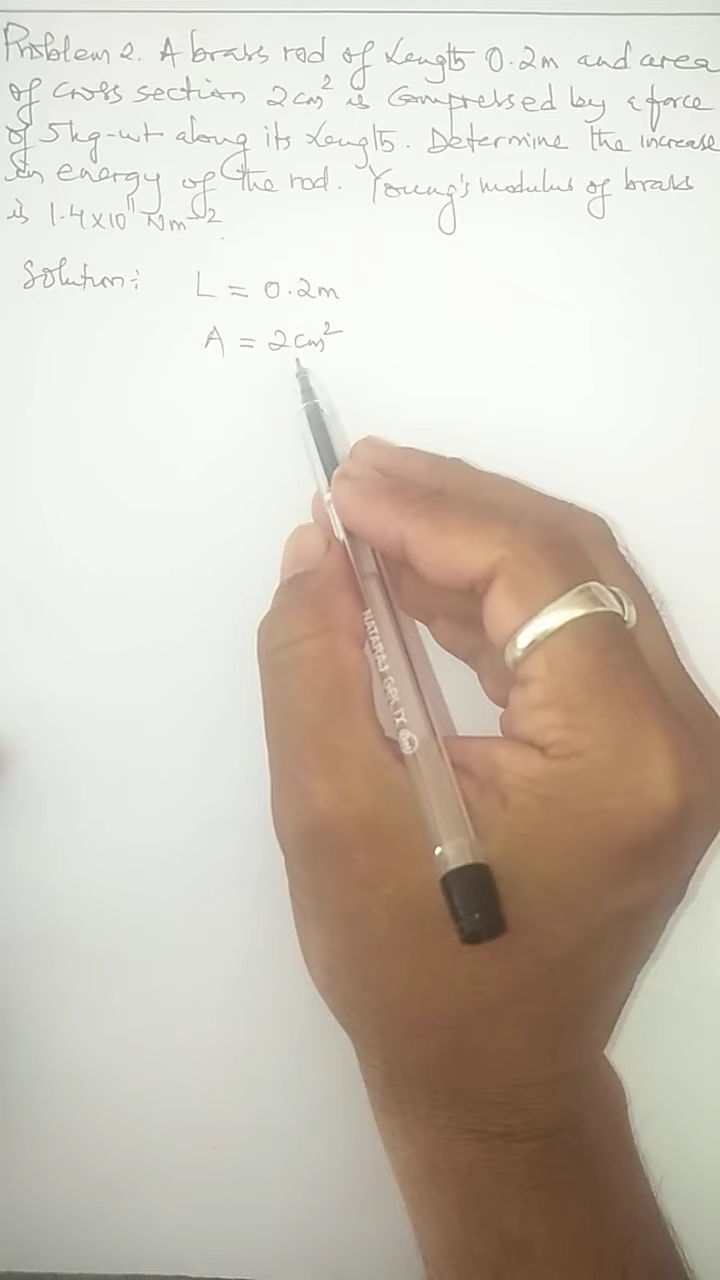 Problem 2. A brass rod of length 0.2m and area
of cross section 2cm² is compressed by a force
of 5kg-wt along its length. Determine the increase
in energy of the rod. Young's modulus of brass
is 1.4×10¹¹ Nm⁻².
Solution: L = 0.2m
A = 2cm²
NATARAJ GELIX